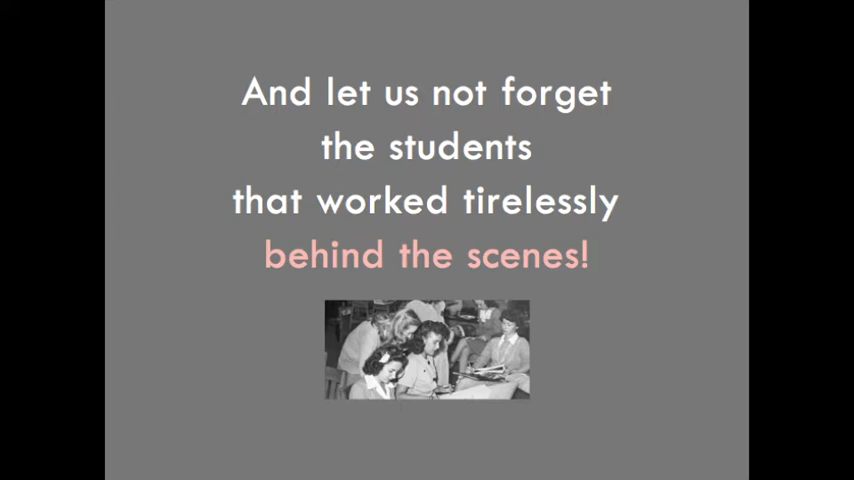 And let us not forget
the students
that worked tirelessly
behind the scenes!